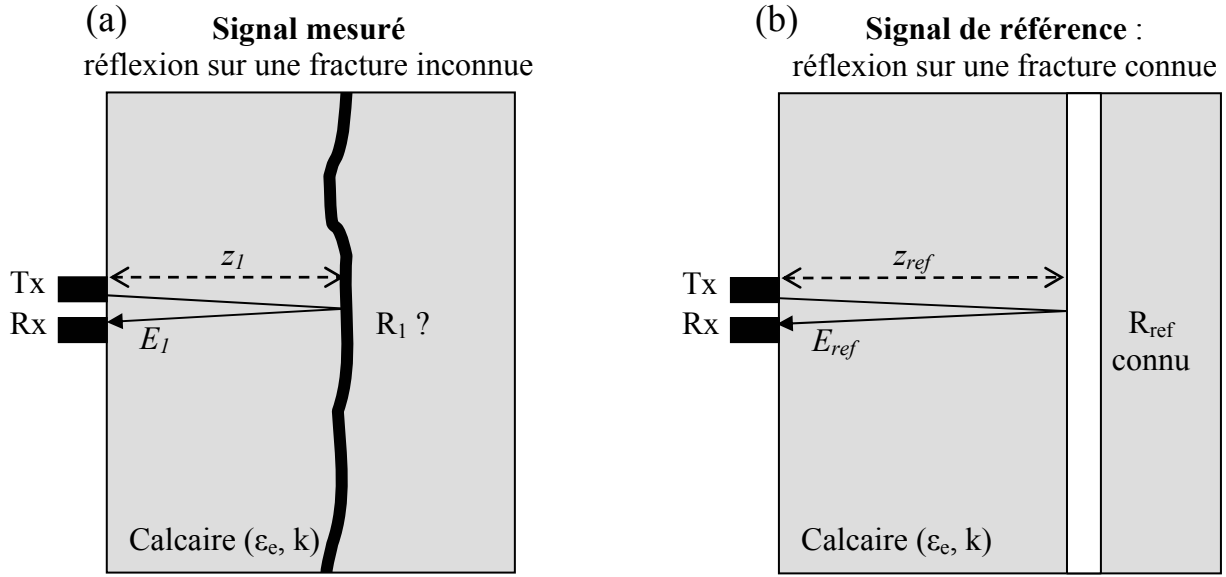 (a)
Signal mesuré
réflexion sur une fracture inconnue
z1
Tx
Rx
E1
R1 ?
Calcaire (εe, k)
(b)
Signal de référence :
réflexion sur une fracture connue
zref
Tx
Rx
Eref
Rref
connu
Calcaire (εe, k)